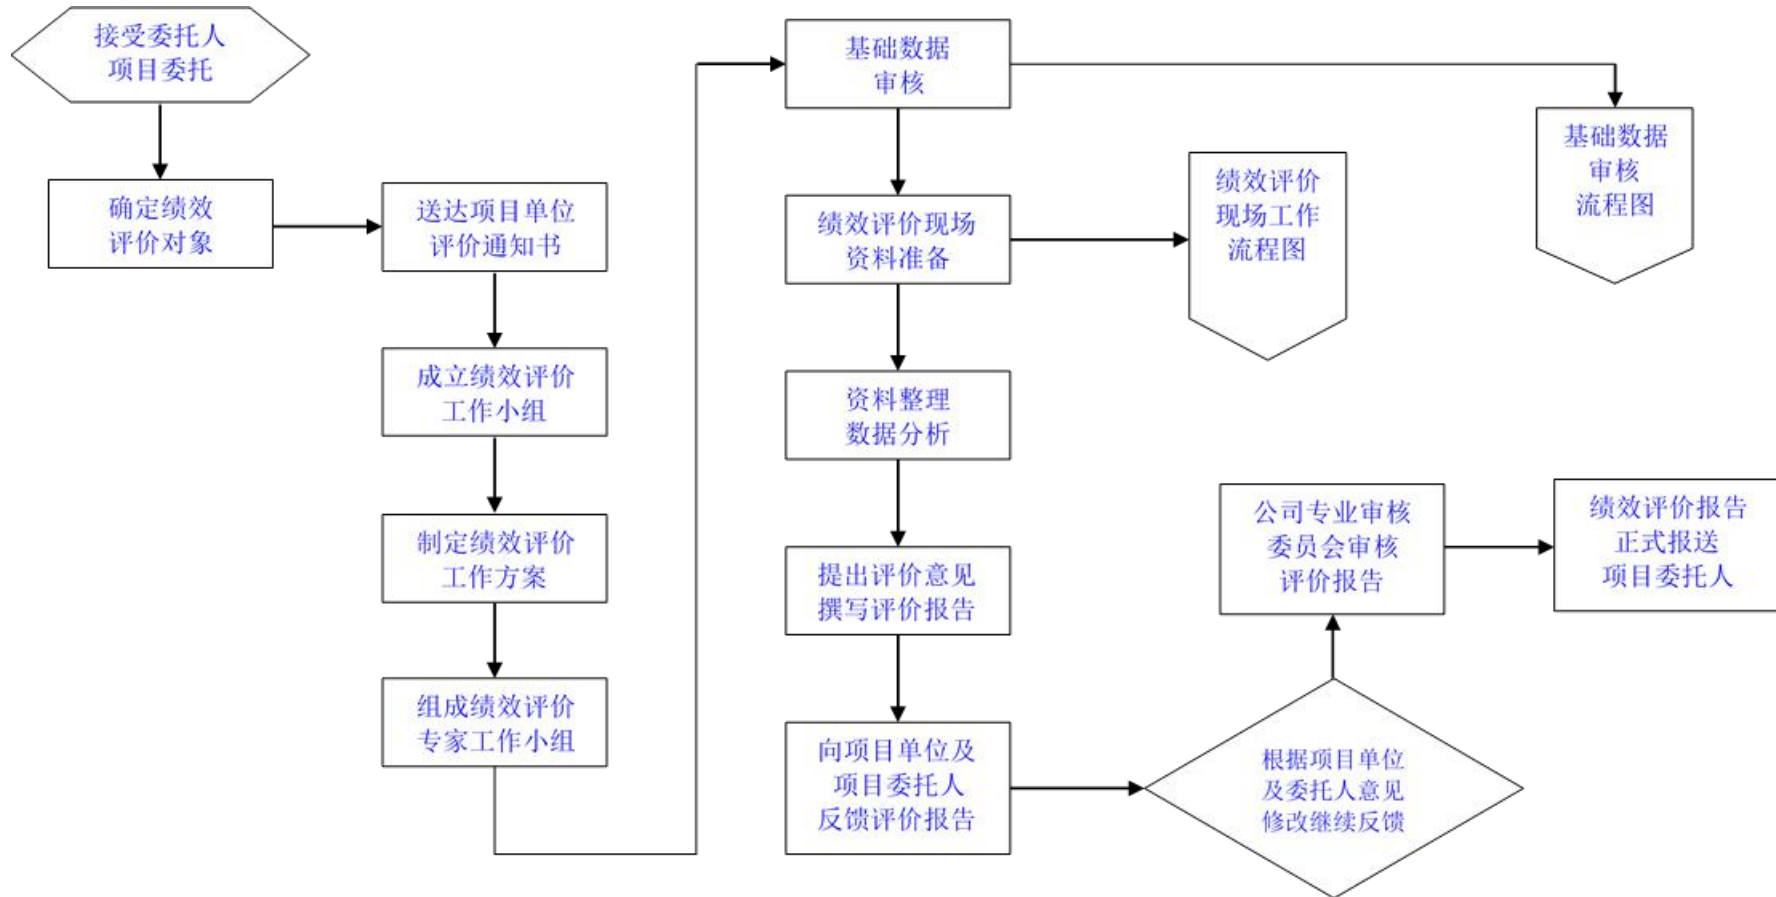 接受委托人
项目委托
确定绩效
评价对象
送达项目单位
评价通知书
成立绩效评价
工作小组
制定绩效评价
工作方案
组成绩效评价
专家工作小组
基础数据
审核
基础数据
审核
流程图
绩效评价现场
资料准备
绩效评价
现场工作
流程图
资料整理
数据分析
提出评价意见
撰写评价报告
向项目单位及
项目委托人
反馈评价报告
根据项目单位
及委托人意见
修改继续反馈
公司专业审核
委员会审核
评价报告
绩效评价报告
正式报送
项目委托人